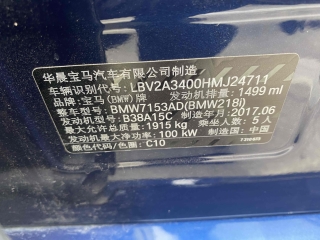 华晨宝马汽车有限公司制造
车辆识别代号: LBV2A3400HMJ24711
品牌: 宝马(BMW)牌 发动机排量: 1499 ml
整车型号: BMW7153AD(BMW218i)
最大允许总质量: 1915 kg 制造年月: 2017.06
发动机型号: B38A15C 乘坐人数: 5人
发动机最大净功率: 100 kW 制造国: 中国
颜色代码/色号: C10